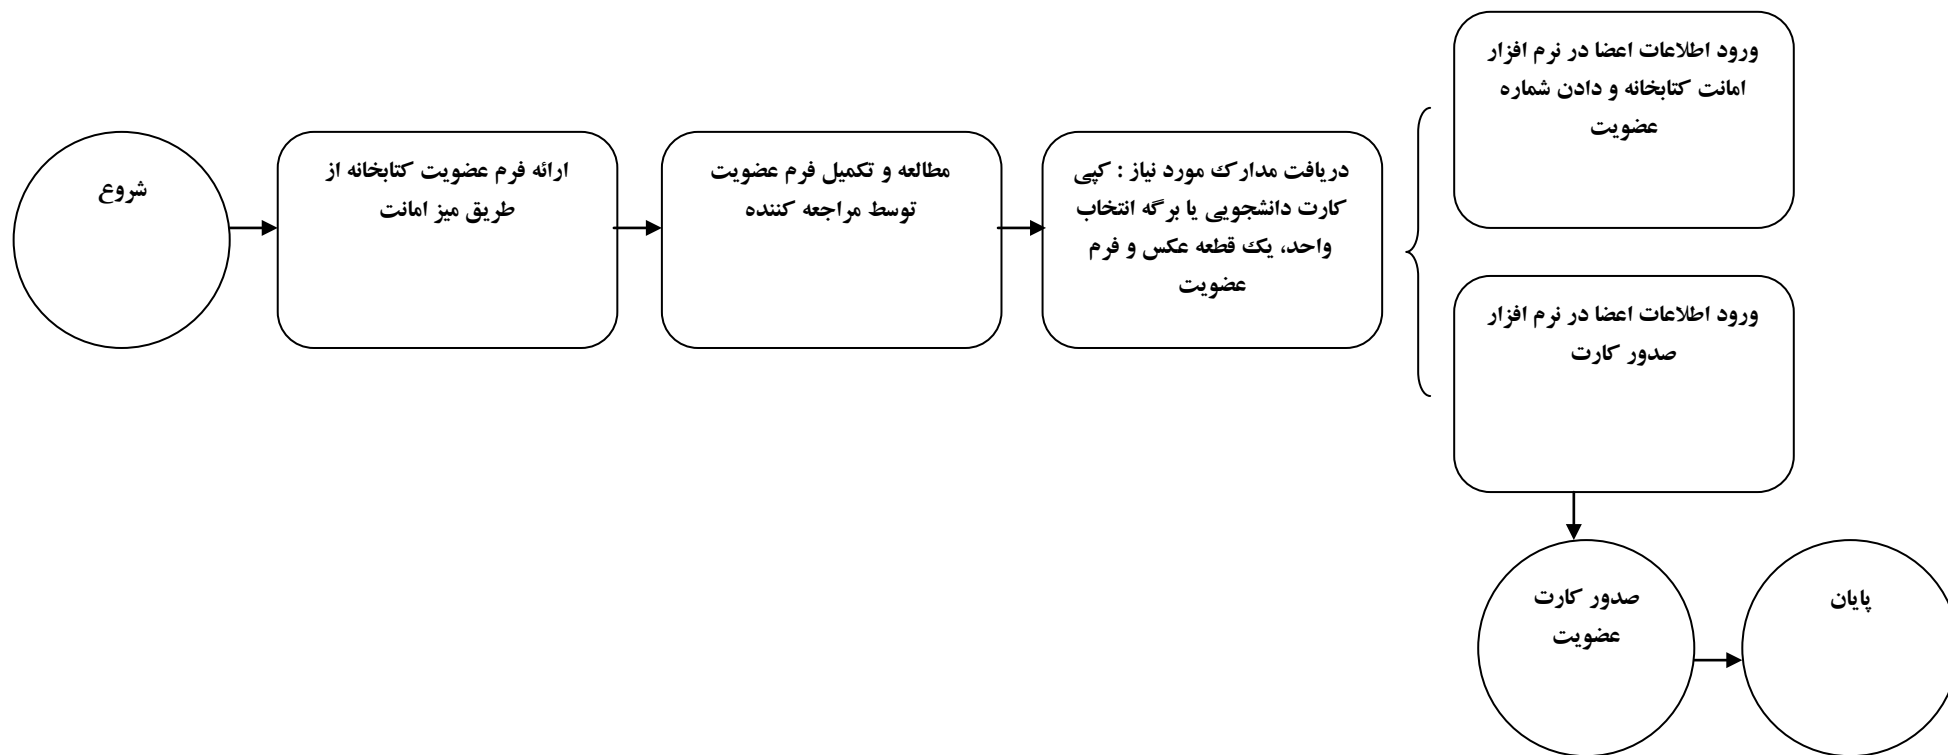 شروع
ارائه فرم عضویت کتابخانه از
طریق میز امانت
مطالعه و تکمیل فرم عضویت
توسط مراجعه کننده
دریافت مدارک مورد نیاز : کپی
کارت دانشجویی یا برگه انتخاب
واحد، یک قطعه عکس و فرم
عضویت
ورود اطلاعات اعضا در نرم افزار
امانت کتابخانه و دادن شماره
عضویت
ورود اطلاعات اعضا در نرم افزار
صدور کارت
صدور کارت
عضویت
پایان